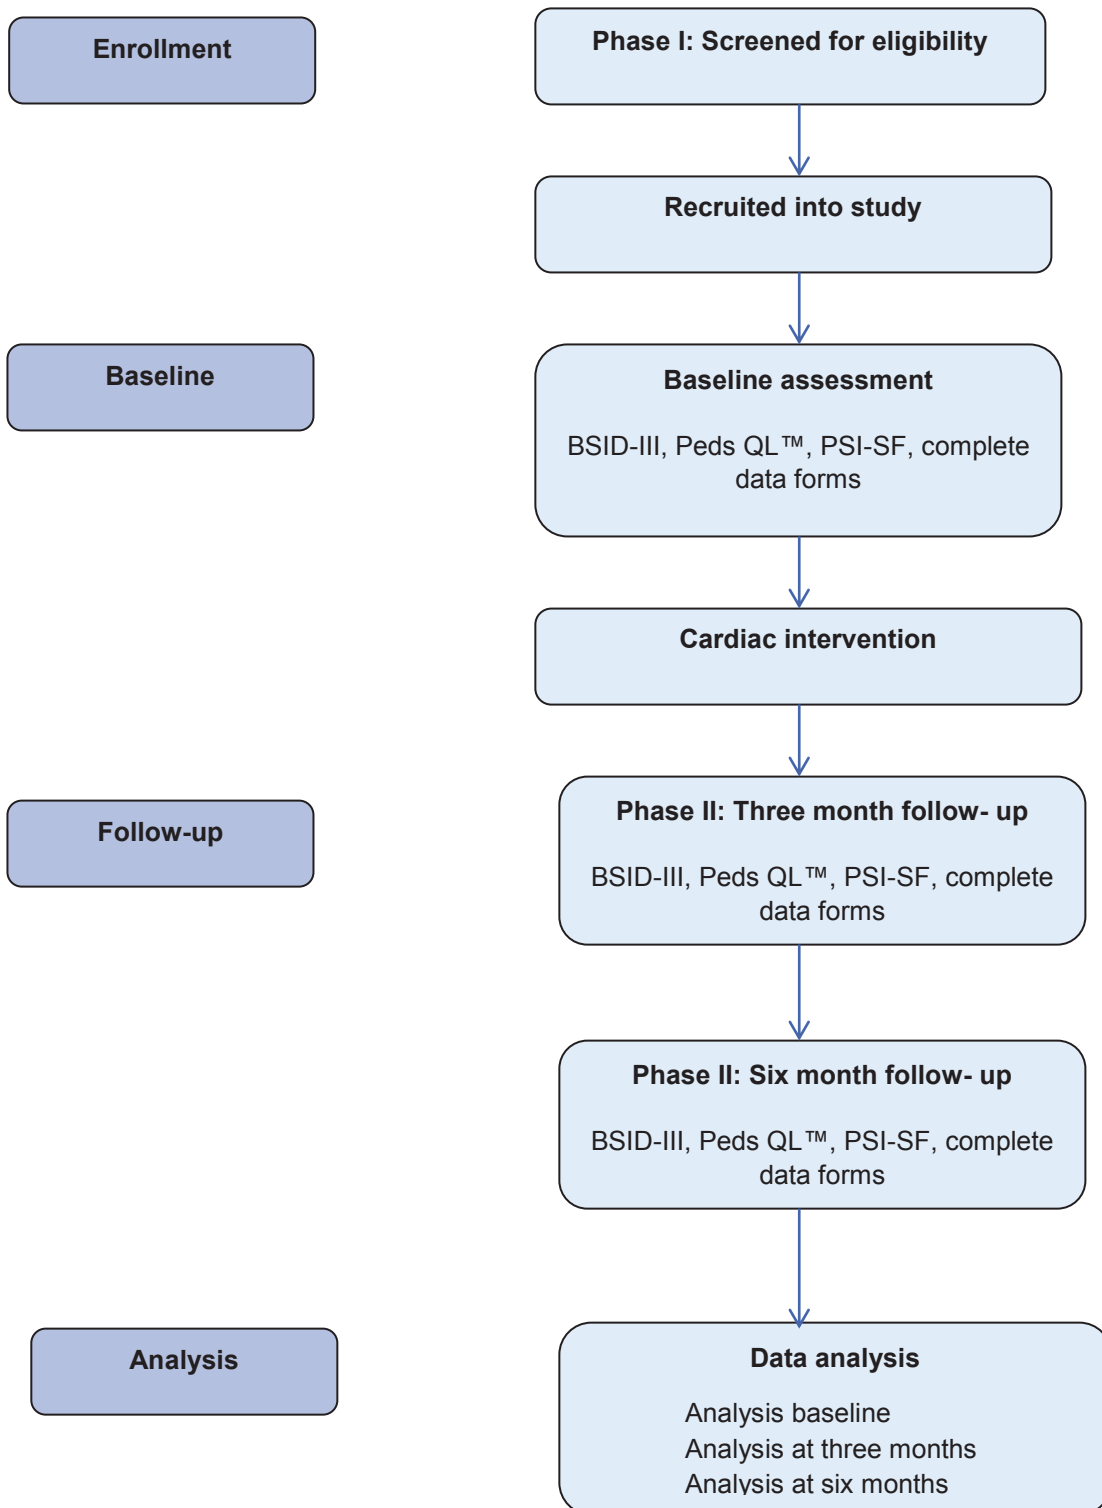 Enrollment
Phase I: Screened for eligibility
Recruited into study
Baseline
Baseline assessment
BSID-III, Peds QL™, PSI-SF, complete
data forms
Cardiac intervention
Follow-up
Phase II: Three month follow- up
BSID-III, Peds QL™, PSI-SF, complete
data forms
Phase II: Six month follow- up
BSID-III, Peds QL™, PSI-SF, complete
data forms
Analysis
Data analysis
Analysis baseline
Analysis at three months
Analysis at six months